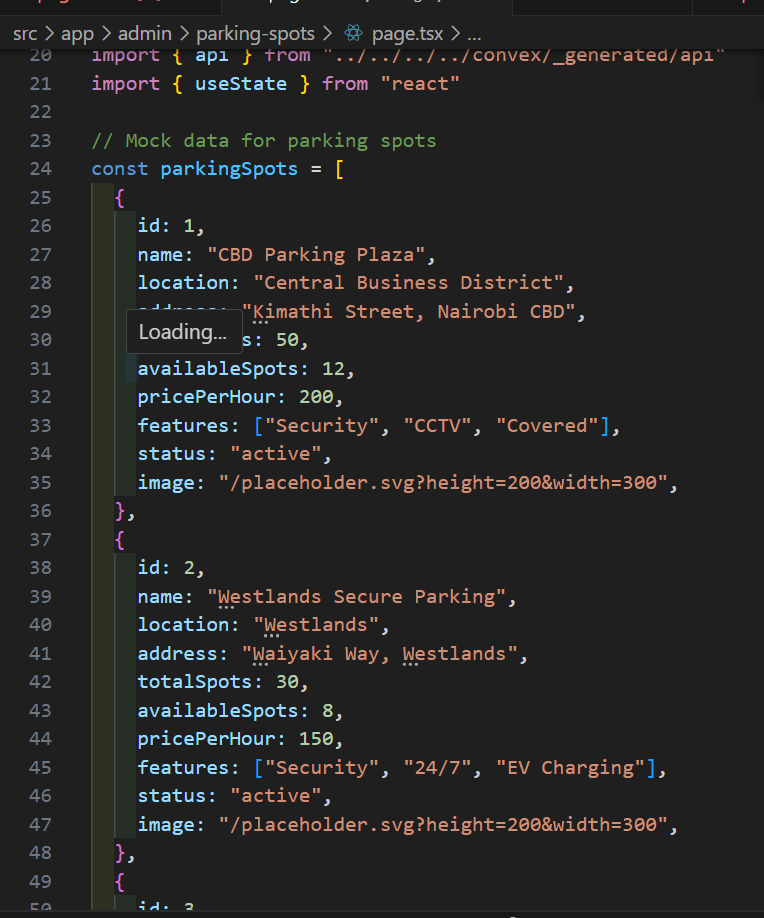 src > app > admin > parking-spots > page.tsx > ...
20 import { api } from "../../../../convex/_generated/api"
21 import { useState } from "react"
22
23 // Mock data for parking spots
24 const parkingSpots = [
25 {
26 id: 1,
27 name: "CBD Parking Plaza",
28 location: "Central Business District",
29 address: "Kimathi Street, Nairobi CBD",
Loading...
30 s: 50,
31 availableSpots: 12,
32 pricePerHour: 200,
33 features: ["Security", "CCTV", "Covered"],
34 status: "active",
35 image: "/placeholder.svg?height=200&width=300",
36 },
37 {
38 id: 2,
39 name: "Westlands Secure Parking",
40 location: "Westlands",
41 address: "Waiyaki Way, Westlands",
42 totalSpots: 30,
43 availableSpots: 8,
44 pricePerHour: 150,
45 features: ["Security", "24/7", "EV Charging"],
46 status: "active",
47 image: "/placeholder.svg?height=200&width=300",
48 },
49 {
50 id: 3